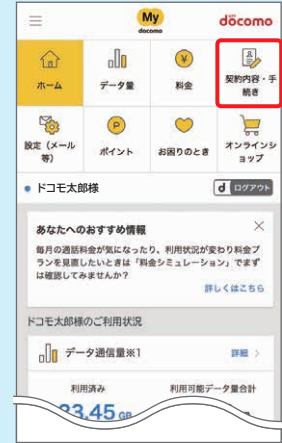 My
docomo
döcomo
ホーム
データ量
料金
契約内容・手
続き
設定(メール
等)
ポイント
お困りのとき
オンラインシ
ョップ
ドコモ太郎様
d ログアウト
あなたへのおすすめ情報
毎月の通話料金が気になったり、利用状況が変わり料金プ
ランを見直したいときは「料金シミュレーション」でまず
は確認してみませんか?
詳しくはこちら
ドコモ太郎様のご利用状況
データ通信量※1
詳細
利用済み
利用可能データ量合計
23.45 GB